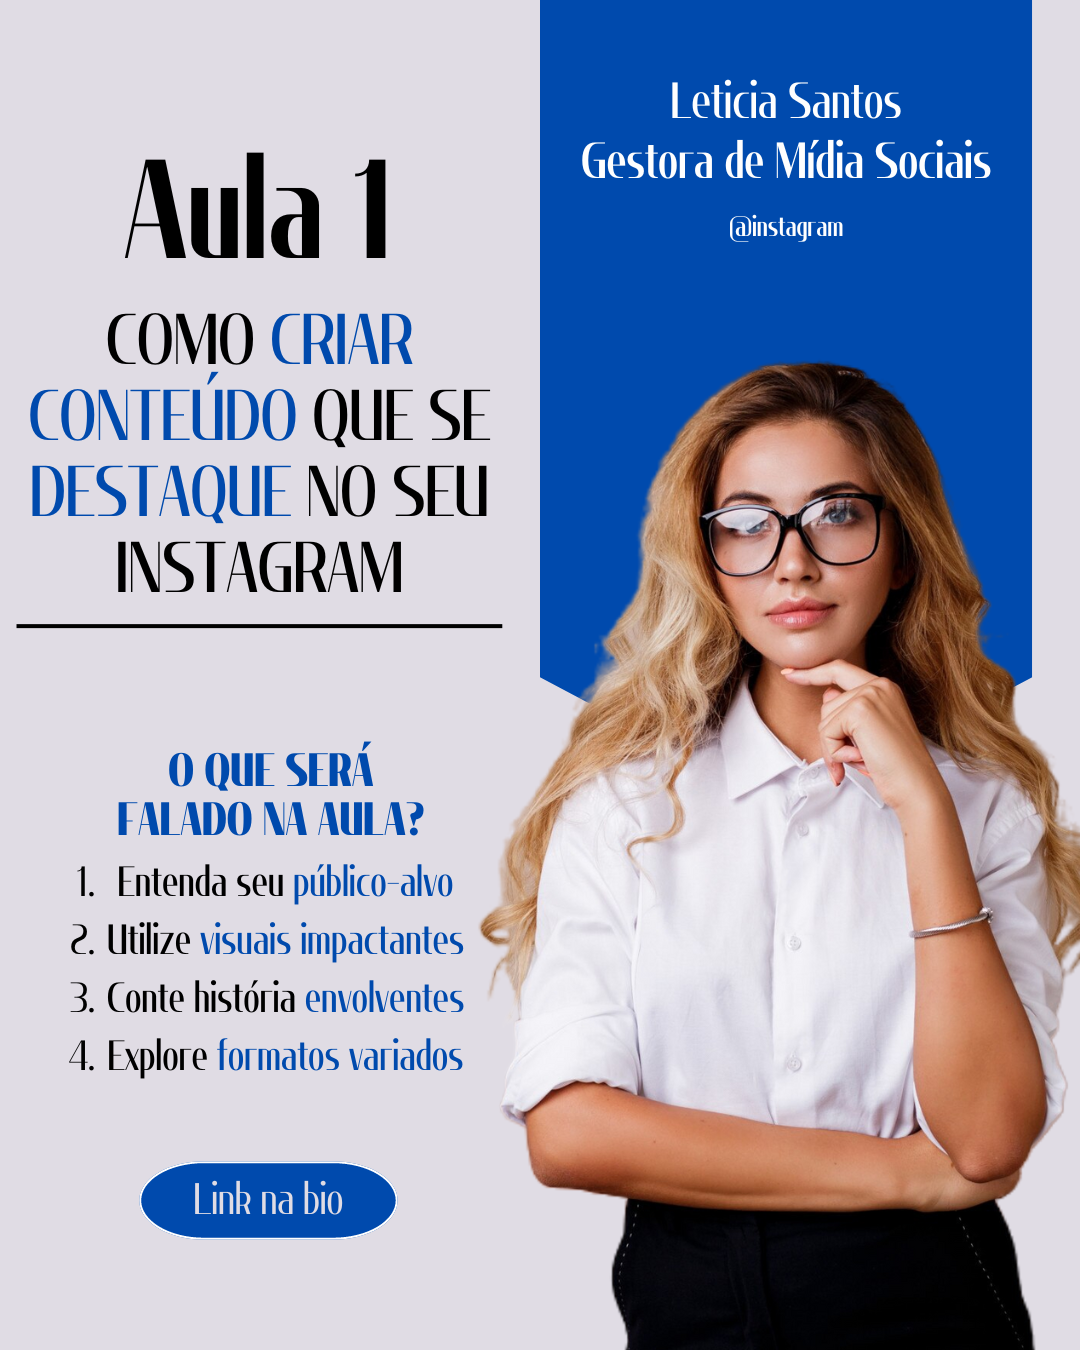 Leticia Santos
Gestora de Mídia Sociais
@instagram
Aula 1
COMO CRIAR
CONTEÚDO QUE SE
DESTAQUE NO SEU
INSTAGRAM
O QUE SERÁ
FALADO NA AULA?
1. Entenda seu público-alvo
2. Utilize visuais impactantes
3. Conte história envolventes
4. Explore formatos variados
Link na bio